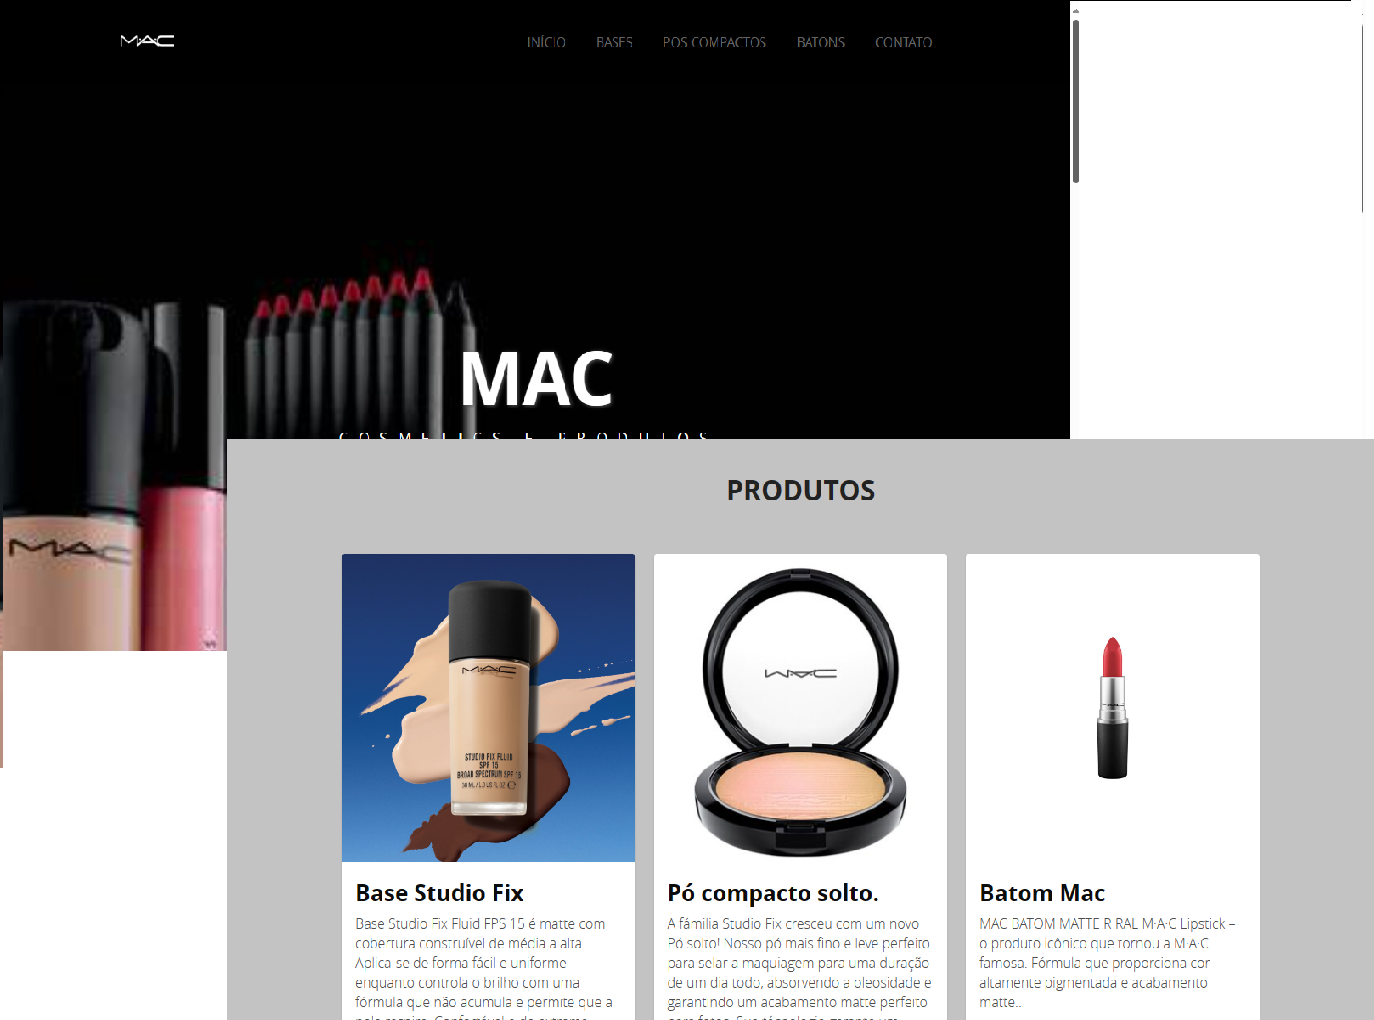 MAC
INÍCIO BASES POS COMPACTOS BATONS CONTATO
MAC
COSMETICS E PRODUTOS
MAC
PRODUTOS
MAC
STUDIO FIX FLUID
SPF 15
BROAD SPECTRUM SPF 15
MAC
Base Studio Fix
Base Studio Fix Fluid FPS 15 é matte com
cobertura construível de média a alta
Aplica-se de forma fácil e uniforme
enquanto controla o brilho com uma
fórmula que não acumula e permite que a
Pó compacto solto.
A fámilia Studio Fix cresceu com um novo
Pó solto! Nosso pó mais fino e leve perfeito
para selar a maquiagem para uma duração
de um dia todo, absorvendo a oleosidade e
garantindo um acabamento matte perfeito
Batom Mac
MAC BATOM MATTE R RAL M·A·C Lipstick –
o produto icônico que tornou a M·A·C
famosa. Fórmula que proporciona cor
altamente pigmentada e acabamento
matte..